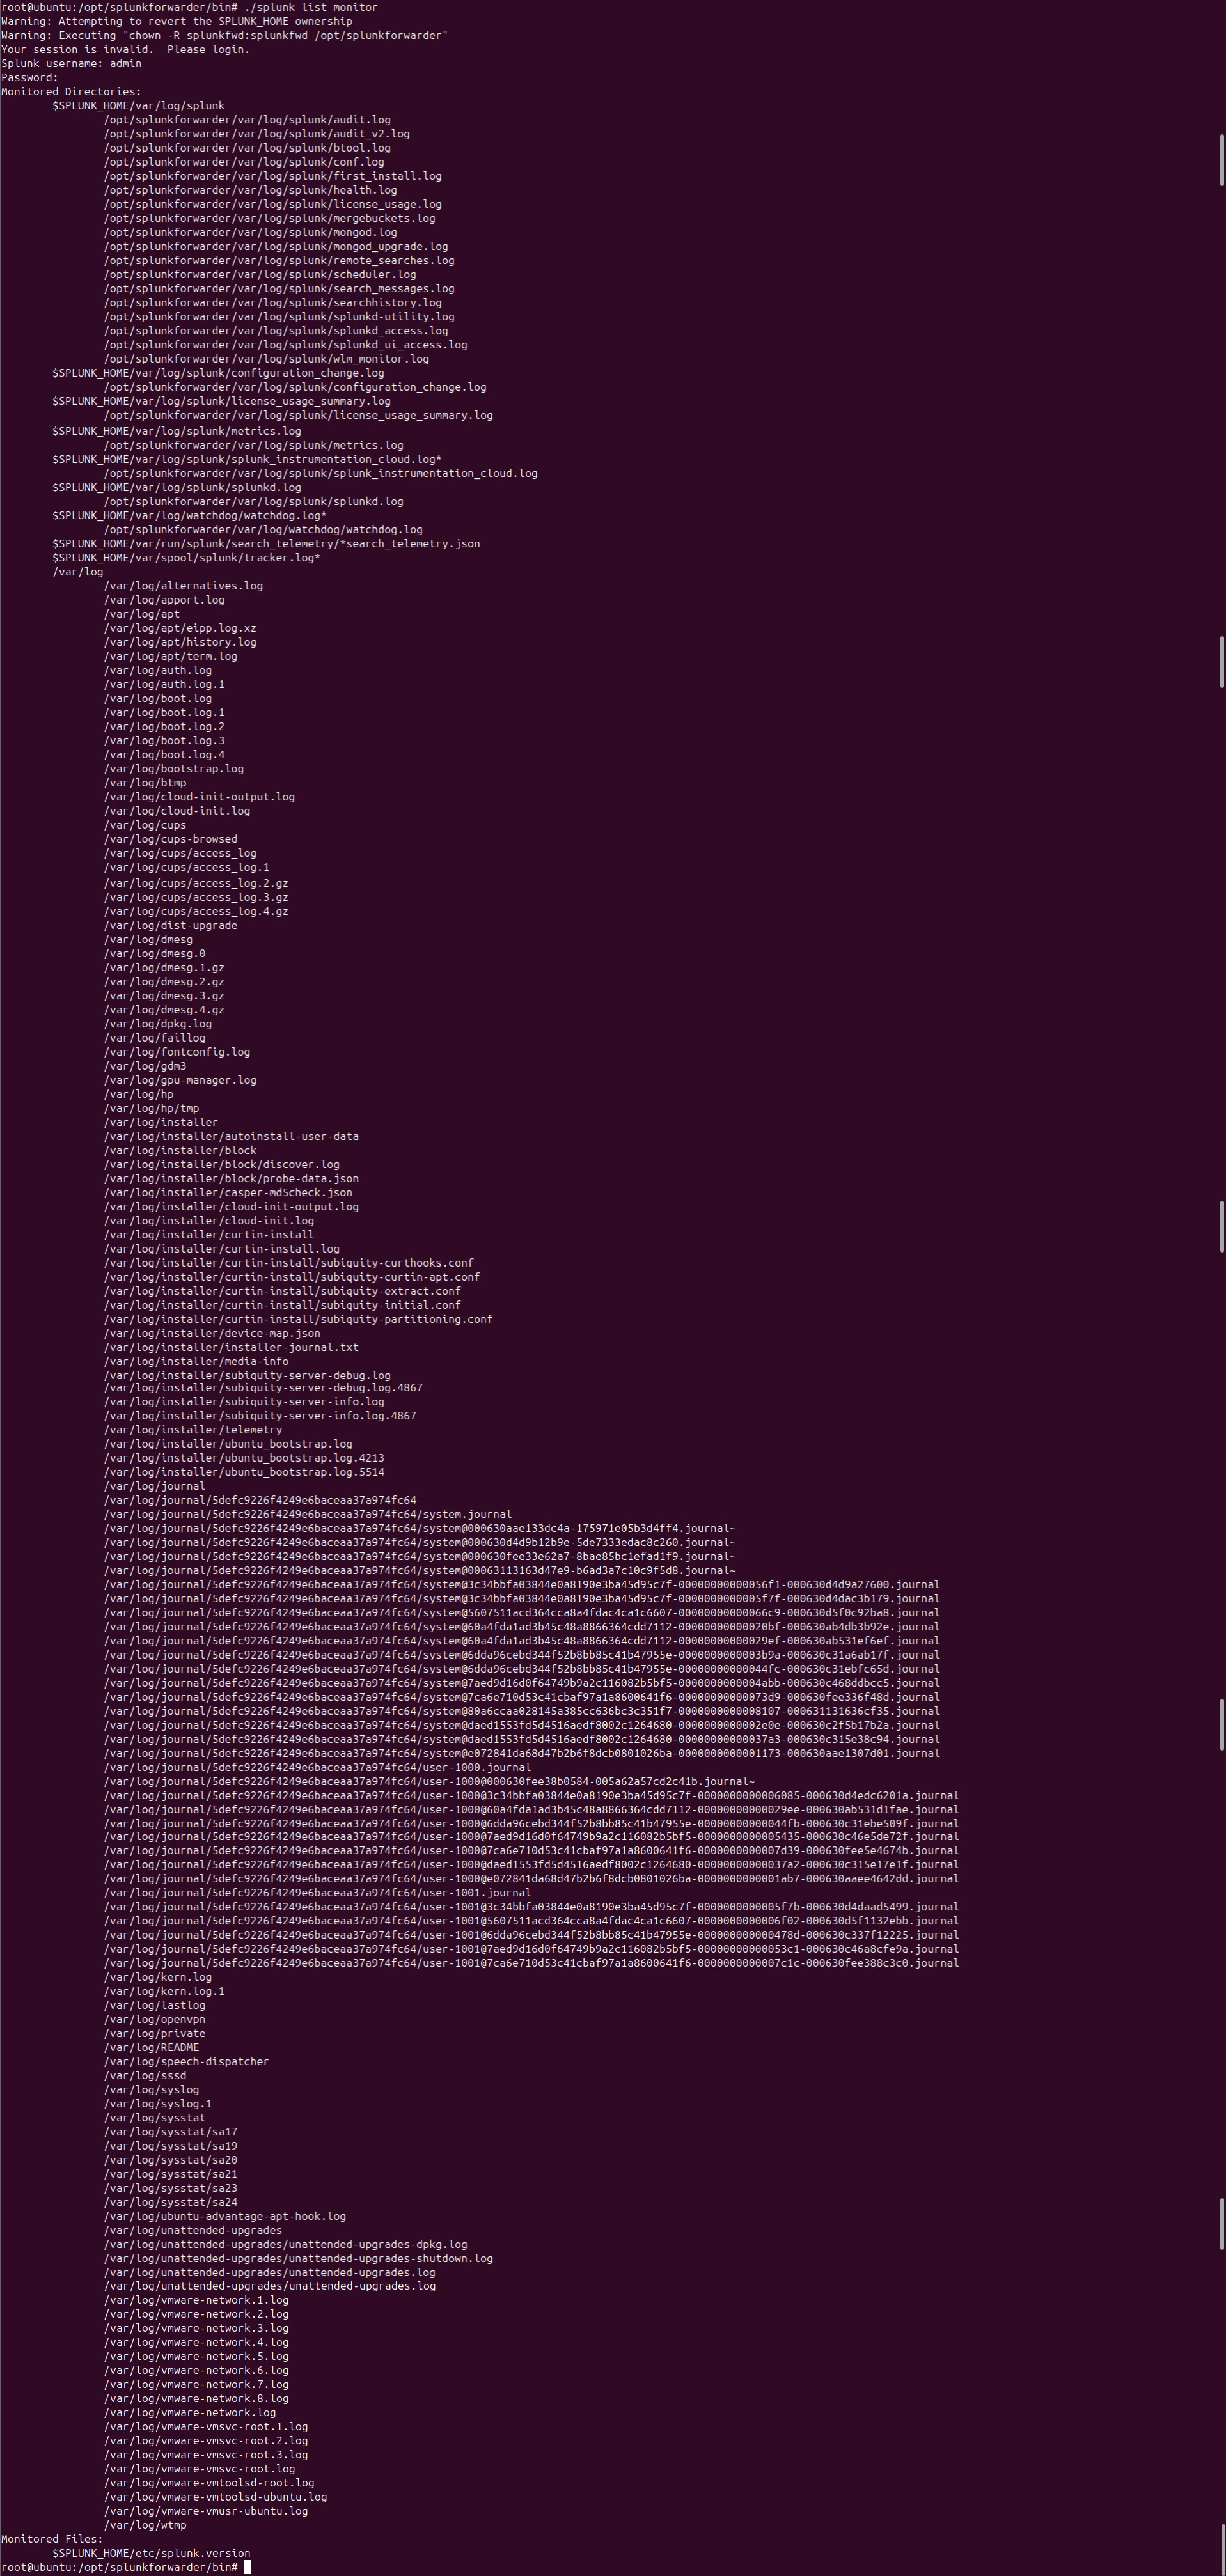 root@ubuntu:/opt/splunkforwarder/bin# ./splunk list monitor
Warning: Attempting to revert the SPLUNK_HOME ownership
Warning: Executing "chown -R splunkfwd:splunkfwd /opt/splunkforwarder"
Your session is invalid.  Please login.
Splunk username: admin
Password:
Monitored Directories:
$SPLUNK_HOME/var/log/splunk
/opt/splunkforwarder/var/log/splunk/audit.log
/opt/splunkforwarder/var/log/splunk/audit_v2.log
/opt/splunkforwarder/var/log/splunk/btool.log
/opt/splunkforwarder/var/log/splunk/conf.log
/opt/splunkforwarder/var/log/splunk/first_install.log
/opt/splunkforwarder/var/log/splunk/health.log
/opt/splunkforwarder/var/log/splunk/license_usage.log
/opt/splunkforwarder/var/log/splunk/mergebuckets.log
/opt/splunkforwarder/var/log/splunk/mongod.log
/opt/splunkforwarder/var/log/splunk/mongod_upgrade.log
/opt/splunkforwarder/var/log/splunk/remote_searches.log
/opt/splunkforwarder/var/log/splunk/scheduler.log
/opt/splunkforwarder/var/log/splunk/search_messages.log
/opt/splunkforwarder/var/log/splunk/searchhistory.log
/opt/splunkforwarder/var/log/splunk/splunkd-utility.log
/opt/splunkforwarder/var/log/splunk/splunkd_access.log
/opt/splunkforwarder/var/log/splunk/splunkd_ui_access.log
/opt/splunkforwarder/var/log/splunk/wlm_monitor.log
$SPLUNK_HOME/var/log/splunk/configuration_change.log
/opt/splunkforwarder/var/log/splunk/configuration_change.log
$SPLUNK_HOME/var/log/splunk/license_usage_summary.log
/opt/splunkforwarder/var/log/splunk/license_usage_summary.log
$SPLUNK_HOME/var/log/splunk/metrics.log
/opt/splunkforwarder/var/log/splunk/metrics.log
$SPLUNK_HOME/var/log/splunk/splunk_instrumentation_cloud.log*
/opt/splunkforwarder/var/log/splunk/splunk_instrumentation_cloud.log
$SPLUNK_HOME/var/log/splunk/splunkd.log
/opt/splunkforwarder/var/log/splunk/splunkd.log
$SPLUNK_HOME/var/log/watchdog/watchdog.log*
/opt/splunkforwarder/var/log/watchdog/watchdog.log
$SPLUNK_HOME/var/run/splunk/search_telemetry/*search_telemetry.json
$SPLUNK_HOME/var/spool/splunk/tracker.log*
/var/log
/var/log/alternatives.log
/var/log/apport.log
/var/log/apt
/var/log/apt/eipp.log.xz
/var/log/apt/history.log
/var/log/apt/term.log
/var/log/auth.log
/var/log/auth.log.1
/var/log/boot.log
/var/log/boot.log.1
/var/log/boot.log.2
/var/log/boot.log.3
/var/log/boot.log.4
/var/log/bootstrap.log
/var/log/btmp
/var/log/cloud-init-output.log
/var/log/cloud-init.log
/var/log/cups
/var/log/cups-browsed
/var/log/cups/access_log
/var/log/cups/access_log.1
/var/log/cups/access_log.2.gz
/var/log/cups/access_log.3.gz
/var/log/cups/access_log.4.gz
/var/log/dist-upgrade
/var/log/dmesg
/var/log/dmesg.0
/var/log/dmesg.1.gz
/var/log/dmesg.2.gz
/var/log/dmesg.3.gz
/var/log/dmesg.4.gz
/var/log/dpkg.log
/var/log/faillog
/var/log/fontconfig.log
/var/log/gdm3
/var/log/gpu-manager.log
/var/log/hp
/var/log/hp/tmp
/var/log/installer
/var/log/installer/autoinstall-user-data
/var/log/installer/block
/var/log/installer/block/discover.log
/var/log/installer/block/probe-data.json
/var/log/installer/casper-md5check.json
/var/log/installer/cloud-init-output.log
/var/log/installer/cloud-init.log
/var/log/installer/curtin-install
/var/log/installer/curtin-install.log
/var/log/installer/curtin-install/subiquity-curthooks.conf
/var/log/installer/curtin-install/subiquity-curtin-apt.conf
/var/log/installer/curtin-install/subiquity-extract.conf
/var/log/installer/curtin-install/subiquity-initial.conf
/var/log/installer/curtin-install/subiquity-partitioning.conf
/var/log/installer/device-map.json
/var/log/installer/installer-journal.txt
/var/log/installer/media-info
/var/log/installer/subiquity-server-debug.log
/var/log/installer/subiquity-server-debug.log.4867
/var/log/installer/subiquity-server-info.log
/var/log/installer/subiquity-server-info.log.4867
/var/log/installer/telemetry
/var/log/installer/ubuntu_bootstrap.log
/var/log/installer/ubuntu_bootstrap.log.4213
/var/log/installer/ubuntu_bootstrap.log.5514
/var/log/journal
/var/log/journal/5defc9226f4249e6baceaa37a974fc64
/var/log/journal/5defc9226f4249e6baceaa37a974fc64/system.journal
/var/log/journal/5defc9226f4249e6baceaa37a974fc64/system@000630aae133dc4a-175971e05b3d4ff4.journal~
/var/log/journal/5defc9226f4249e6baceaa37a974fc64/system@000630d4d9b12b9e-5de7333edac8c260.journal~
/var/log/journal/5defc9226f4249e6baceaa37a974fc64/system@000630fee33e62a7-8bae85bc1efad1f9.journal~
/var/log/journal/5defc9226f4249e6baceaa37a974fc64/system@00063113163d47e9-b6ad3a7c10c9f5d8.journal~
/var/log/journal/5defc9226f4249e6baceaa37a974fc64/system@3c34bbfa03844e0a8190e3ba45d95c7f-00000000000056f1-000630d4d9a27600.journal
/var/log/journal/5defc9226f4249e6baceaa37a974fc64/system@3c34bbfa03844e0a8190e3ba45d95c7f-0000000000005f7f-000630d4dac3b179.journal
/var/log/journal/5defc9226f4249e6baceaa37a974fc64/system@5607511acd364cca8a4fdac4ca1c6607-00000000000066c9-000630d5f0c92ba8.journal
/var/log/journal/5defc9226f4249e6baceaa37a974fc64/system@60a4fda1ad3b45c48a8866364cdd7112-00000000000020bf-000630ab4db3b92e.journal
/var/log/journal/5defc9226f4249e6baceaa37a974fc64/system@60a4fda1ad3b45c48a8866364cdd7112-00000000000029ef-000630ab531ef6ef.journal
/var/log/journal/5defc9226f4249e6baceaa37a974fc64/system@6dda96cebd344f52b8bb85c41b47955e-0000000000003b9a-000630c31a6ab17f.journal
/var/log/journal/5defc9226f4249e6baceaa37a974fc64/system@6dda96cebd344f52b8bb85c41b47955e-00000000000044fc-000630c31ebfc65d.journal
/var/log/journal/5defc9226f4249e6baceaa37a974fc64/system@7aed9d16d0f64749b9a2c116082b5bf5-0000000000004abb-000630c468ddbcc5.journal
/var/log/journal/5defc9226f4249e6baceaa37a974fc64/system@7ca6e710d53c41cbaf97a1a8600641f6-00000000000073d9-000630fee336f48d.journal
/var/log/journal/5defc9226f4249e6baceaa37a974fc64/system@80a6ccaa028145a385cc636bc3c351f7-0000000000008107-000631131636cf35.journal
/var/log/journal/5defc9226f4249e6baceaa37a974fc64/system@daed1553fd5d4516aedf8002c1264680-0000000000002e0e-000630c2f5b17b2a.journal
/var/log/journal/5defc9226f4249e6baceaa37a974fc64/system@daed1553fd5d4516aedf8002c1264680-00000000000037a3-000630c315e38c94.journal
/var/log/journal/5defc9226f4249e6baceaa37a974fc64/system@e072841da68d47b2b6f8dcb0801026ba-0000000000001173-000630aae1307d01.journal
/var/log/journal/5defc9226f4249e6baceaa37a974fc64/user-1000.journal
/var/log/journal/5defc9226f4249e6baceaa37a974fc64/user-1000@000630fee38b0584-005a62a57cd2c41b.journal~
/var/log/journal/5defc9226f4249e6baceaa37a974fc64/user-1000@3c34bbfa03844e0a8190e3ba45d95c7f-0000000000006085-000630d4edc6201a.journal
/var/log/journal/5defc9226f4249e6baceaa37a974fc64/user-1000@60a4fda1ad3b45c48a8866364cdd7112-00000000000029ee-000630ab531d1fae.journal
/var/log/journal/5defc9226f4249e6baceaa37a974fc64/user-1000@6dda96cebd344f52b8bb85c41b47955e-00000000000044fb-000630c31ebe509f.journal
/var/log/journal/5defc9226f4249e6baceaa37a974fc64/user-1000@7aed9d16d0f64749b9a2c116082b5bf5-0000000000005435-000630c46e5de72f.journal
/var/log/journal/5defc9226f4249e6baceaa37a974fc64/user-1000@7ca6e710d53c41cbaf97a1a8600641f6-0000000000007d39-000630fee5e4674b.journal
/var/log/journal/5defc9226f4249e6baceaa37a974fc64/user-1000@daed1553fd5d4516aedf8002c1264680-00000000000037a2-000630c315e17e1f.journal
/var/log/journal/5defc9226f4249e6baceaa37a974fc64/user-1000@e072841da68d47b2b6f8dcb0801026ba-0000000000001ab7-000630aaee4642dd.journal
/var/log/journal/5defc9226f4249e6baceaa37a974fc64/user-1001.journal
/var/log/journal/5defc9226f4249e6baceaa37a974fc64/user-1001@3c34bbfa03844e0a8190e3ba45d95c7f-0000000000005f7b-000630d4daad5499.journal
/var/log/journal/5defc9226f4249e6baceaa37a974fc64/user-1001@5607511acd364cca8a4fdac4ca1c6607-0000000000006f02-000630d5f1132ebb.journal
/var/log/journal/5defc9226f4249e6baceaa37a974fc64/user-1001@6dda96cebd344f52b8bb85c41b47955e-000000000000478d-000630c337f12225.journal
/var/log/journal/5defc9226f4249e6baceaa37a974fc64/user-1001@7aed9d16d0f64749b9a2c116082b5bf5-00000000000053c1-000630c46a8cfe9a.journal
/var/log/journal/5defc9226f4249e6baceaa37a974fc64/user-1001@7ca6e710d53c41cbaf97a1a8600641f6-0000000000007c1c-000630fee388c3c0.journal
/var/log/kern.log
/var/log/kern.log.1
/var/log/lastlog
/var/log/openvpn
/var/log/private
/var/log/README
/var/log/speech-dispatcher
/var/log/sssd
/var/log/syslog
/var/log/syslog.1
/var/log/sysstat
/var/log/sysstat/sa17
/var/log/sysstat/sa19
/var/log/sysstat/sa20
/var/log/sysstat/sa21
/var/log/sysstat/sa23
/var/log/sysstat/sa24
/var/log/ubuntu-advantage-apt-hook.log
/var/log/unattended-upgrades
/var/log/unattended-upgrades/unattended-upgrades-dpkg.log
/var/log/unattended-upgrades/unattended-upgrades-shutdown.log
/var/log/unattended-upgrades/unattended-upgrades.log
/var/log/unattended-upgrades/unattended-upgrades.log
/var/log/vmware-network.1.log
/var/log/vmware-network.2.log
/var/log/vmware-network.3.log
/var/log/vmware-network.4.log
/var/log/vmware-network.5.log
/var/log/vmware-network.6.log
/var/log/vmware-network.7.log
/var/log/vmware-network.8.log
/var/log/vmware-network.log
/var/log/vmware-vmsvc-root.1.log
/var/log/vmware-vmsvc-root.2.log
/var/log/vmware-vmsvc-root.3.log
/var/log/vmware-vmsvc-root.log
/var/log/vmware-vmtoolsd-root.log
/var/log/vmware-vmtoolsd-ubuntu.log
/var/log/vmware-vmusr-ubuntu.log
/var/log/wtmp
Monitored Files:
$SPLUNK_HOME/etc/splunk.version
root@ubuntu:/opt/splunkforwarder/bin#